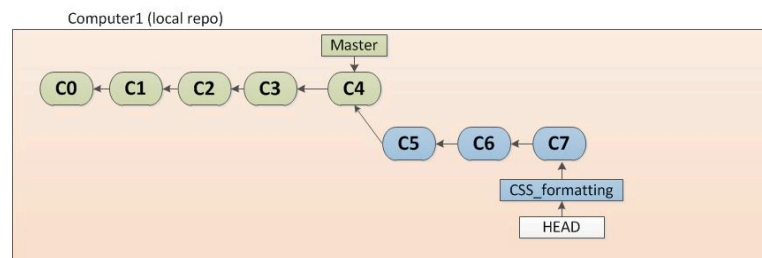 Computer1 (local repo)
Master
C0 C1 C2 C3 C4
C5 C6 C7
CSS_formatting
HEAD